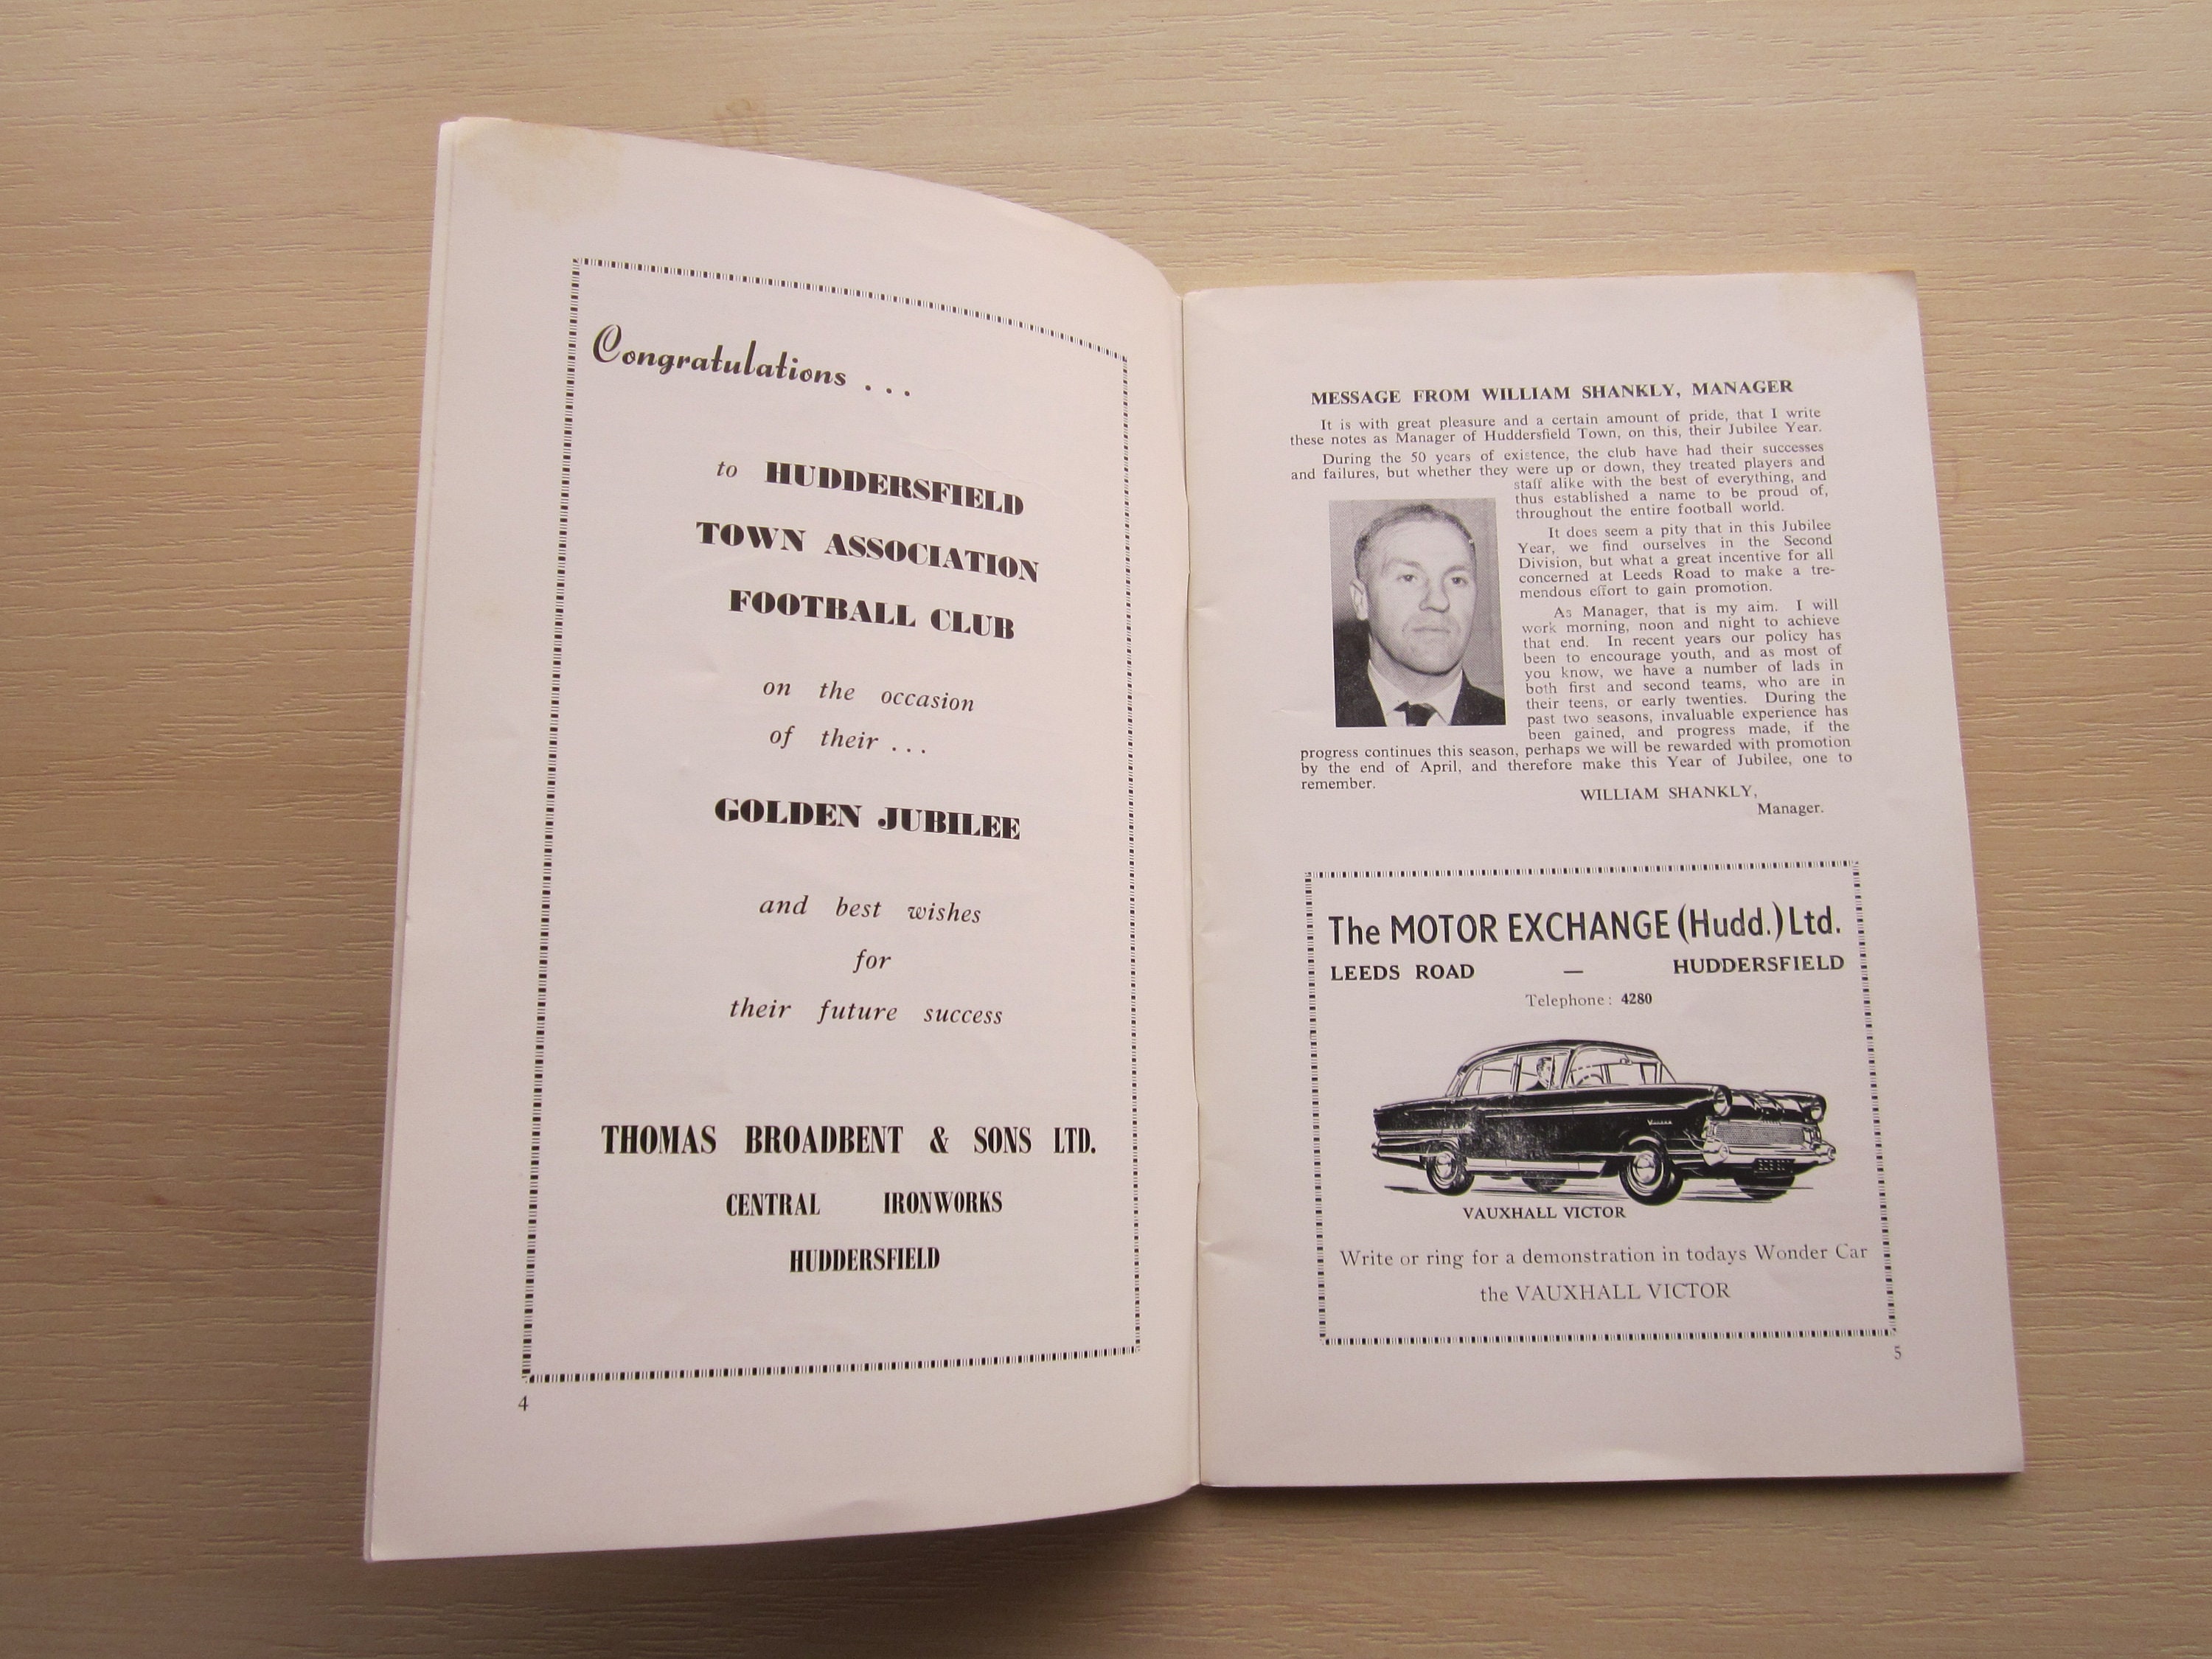 Congratulations . . .
to HUDDERSFIELD
TOWN ASSOCIATION
FOOTBALL CLUB
on the occasion
of their . . .
GOLDEN JUBILEE
and best wishes
for
their future success
THOMAS BROADBENT & SONS LTD.
CENTRAL IRONWORKS
HUDDERSFIELD
4
MESSAGE FROM WILLIAM SHANKLY, MANAGER
It is with great pleasure and a certain amount of pride, that I write
these notes as Manager of Huddersfield Town, on this, their Jubilee Year.
During the 50 years of existence, the club have had their successes
and failures, but whether they were up or down, they treated players and
staff alike with the best of everything, and
thus established a name to be proud of,
throughout the entire football world.
It does seem a pity that in this Jubilee
Year, we find ourselves in the Second
Division, but what a great incentive for all
concerned at Leeds Road to make a tre-
mendous effort to gain promotion.
As Manager, that is my aim. I will
work morning, noon and night to achieve
that end. In recent years our policy has
been to encourage youth, and as most of
you know, we have a number of lads in
both first and second teams, who are in
their teens, or early twenties. During the
past two seasons, invaluable experience has
been gained, and progress made, if the
progress continues this season, perhaps we will be rewarded with promotion
by the end of April, and therefore make this Year of Jubilee, one to
remember.
WILLIAM SHANKLY,
Manager.
The MOTOR EXCHANGE (Hudd.) Ltd.
LEEDS ROAD — HUDDERSFIELD
Telephone: 4280
VAUXHALL VICTOR
Write or ring for a demonstration in todays Wonder Car
the VAUXHALL VICTOR
5